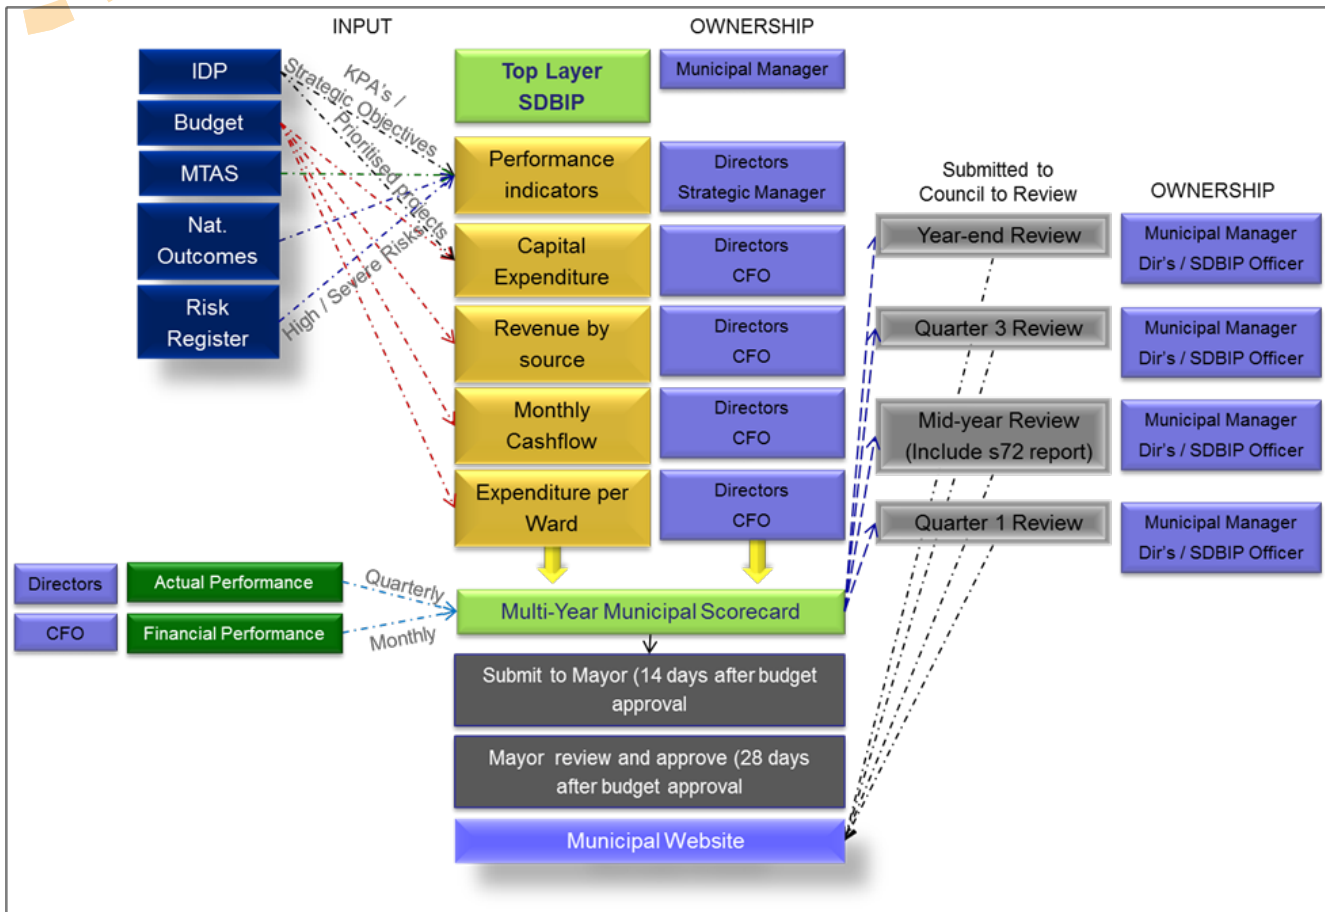 INPUT
OWNERSHIP
IDP
Budget
MTAS
Nat.
Outcomes
Risk
Register
KPA's /
Strategic Objectives
Prioritised projects
High / Severe Risks
Top Layer
SDBIP
Municipal Manager
Performance
indicators
Directors
Strategic Manager
Capital
Expenditure
Directors
CFO
Revenue by
source
Directors
CFO
Monthly
Cashflow
Directors
CFO
Expenditure per
Ward
Directors
CFO
Submitted to
Council to Review
OWNERSHIP
Year-end Review
Municipal Manager
Dir's / SDBIP Officer
Quarter 3 Review
Municipal Manager
Dir's / SDBIP Officer
Mid-year Review
(Include s72 report)
Municipal Manager
Dir's / SDBIP Officer
Quarter 1 Review
Municipal Manager
Dir's / SDBIP Officer
Directors
Actual Performance
Quarterly
CFO
Financial Performance
Monthly
Multi-Year Municipal Scorecard
Submit to Mayor (14 days after budget
approval
Mayor review and approve (28 days
after budget approval
Municipal Website